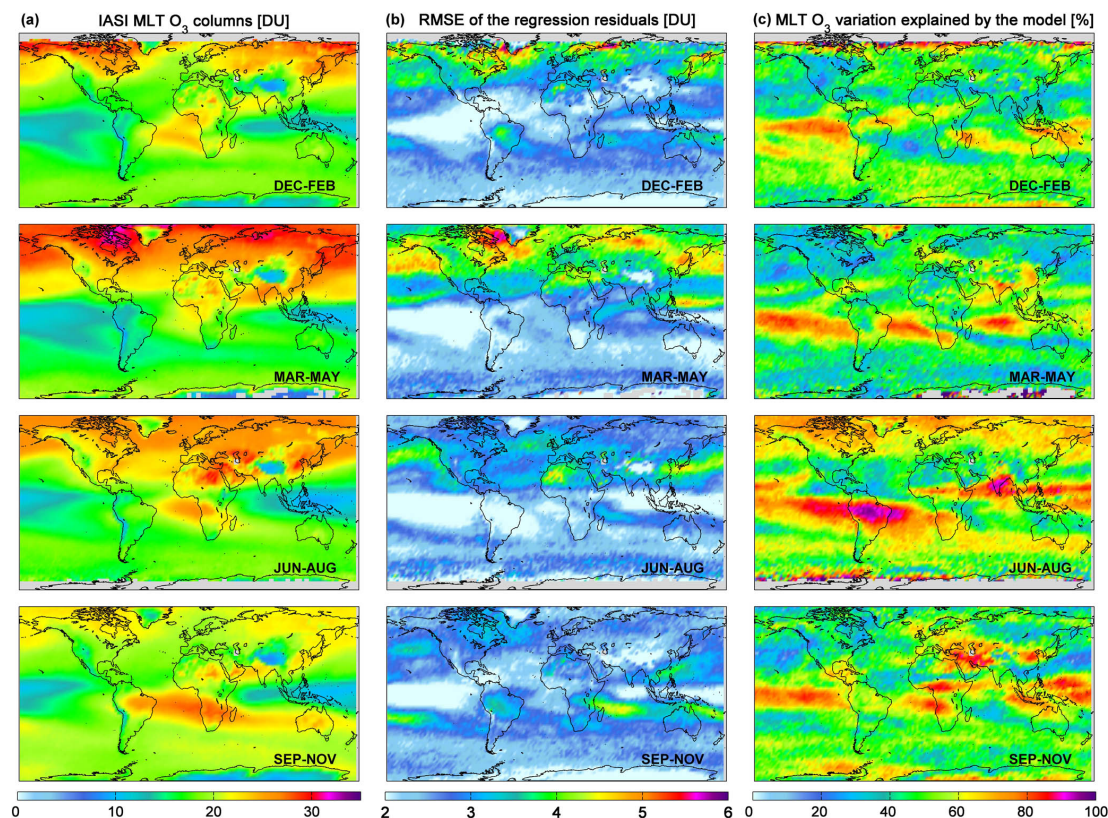 (a) IASI MLT O3 columns [DU]
(b) RMSE of the regression residuals [DU]
(c) MLT O3 variation explained by the model [%]
DEC-FEB DEC-FEB DEC-FEB
MAR-MAY MAR-MAY MAR-MAY
JUN-AUG JUN-AUG JUN-AUG
SEP-NOV SEP-NOV SEP-NOV
0 10 20 30
2 3 4 5 6
0 20 40 60 80 100